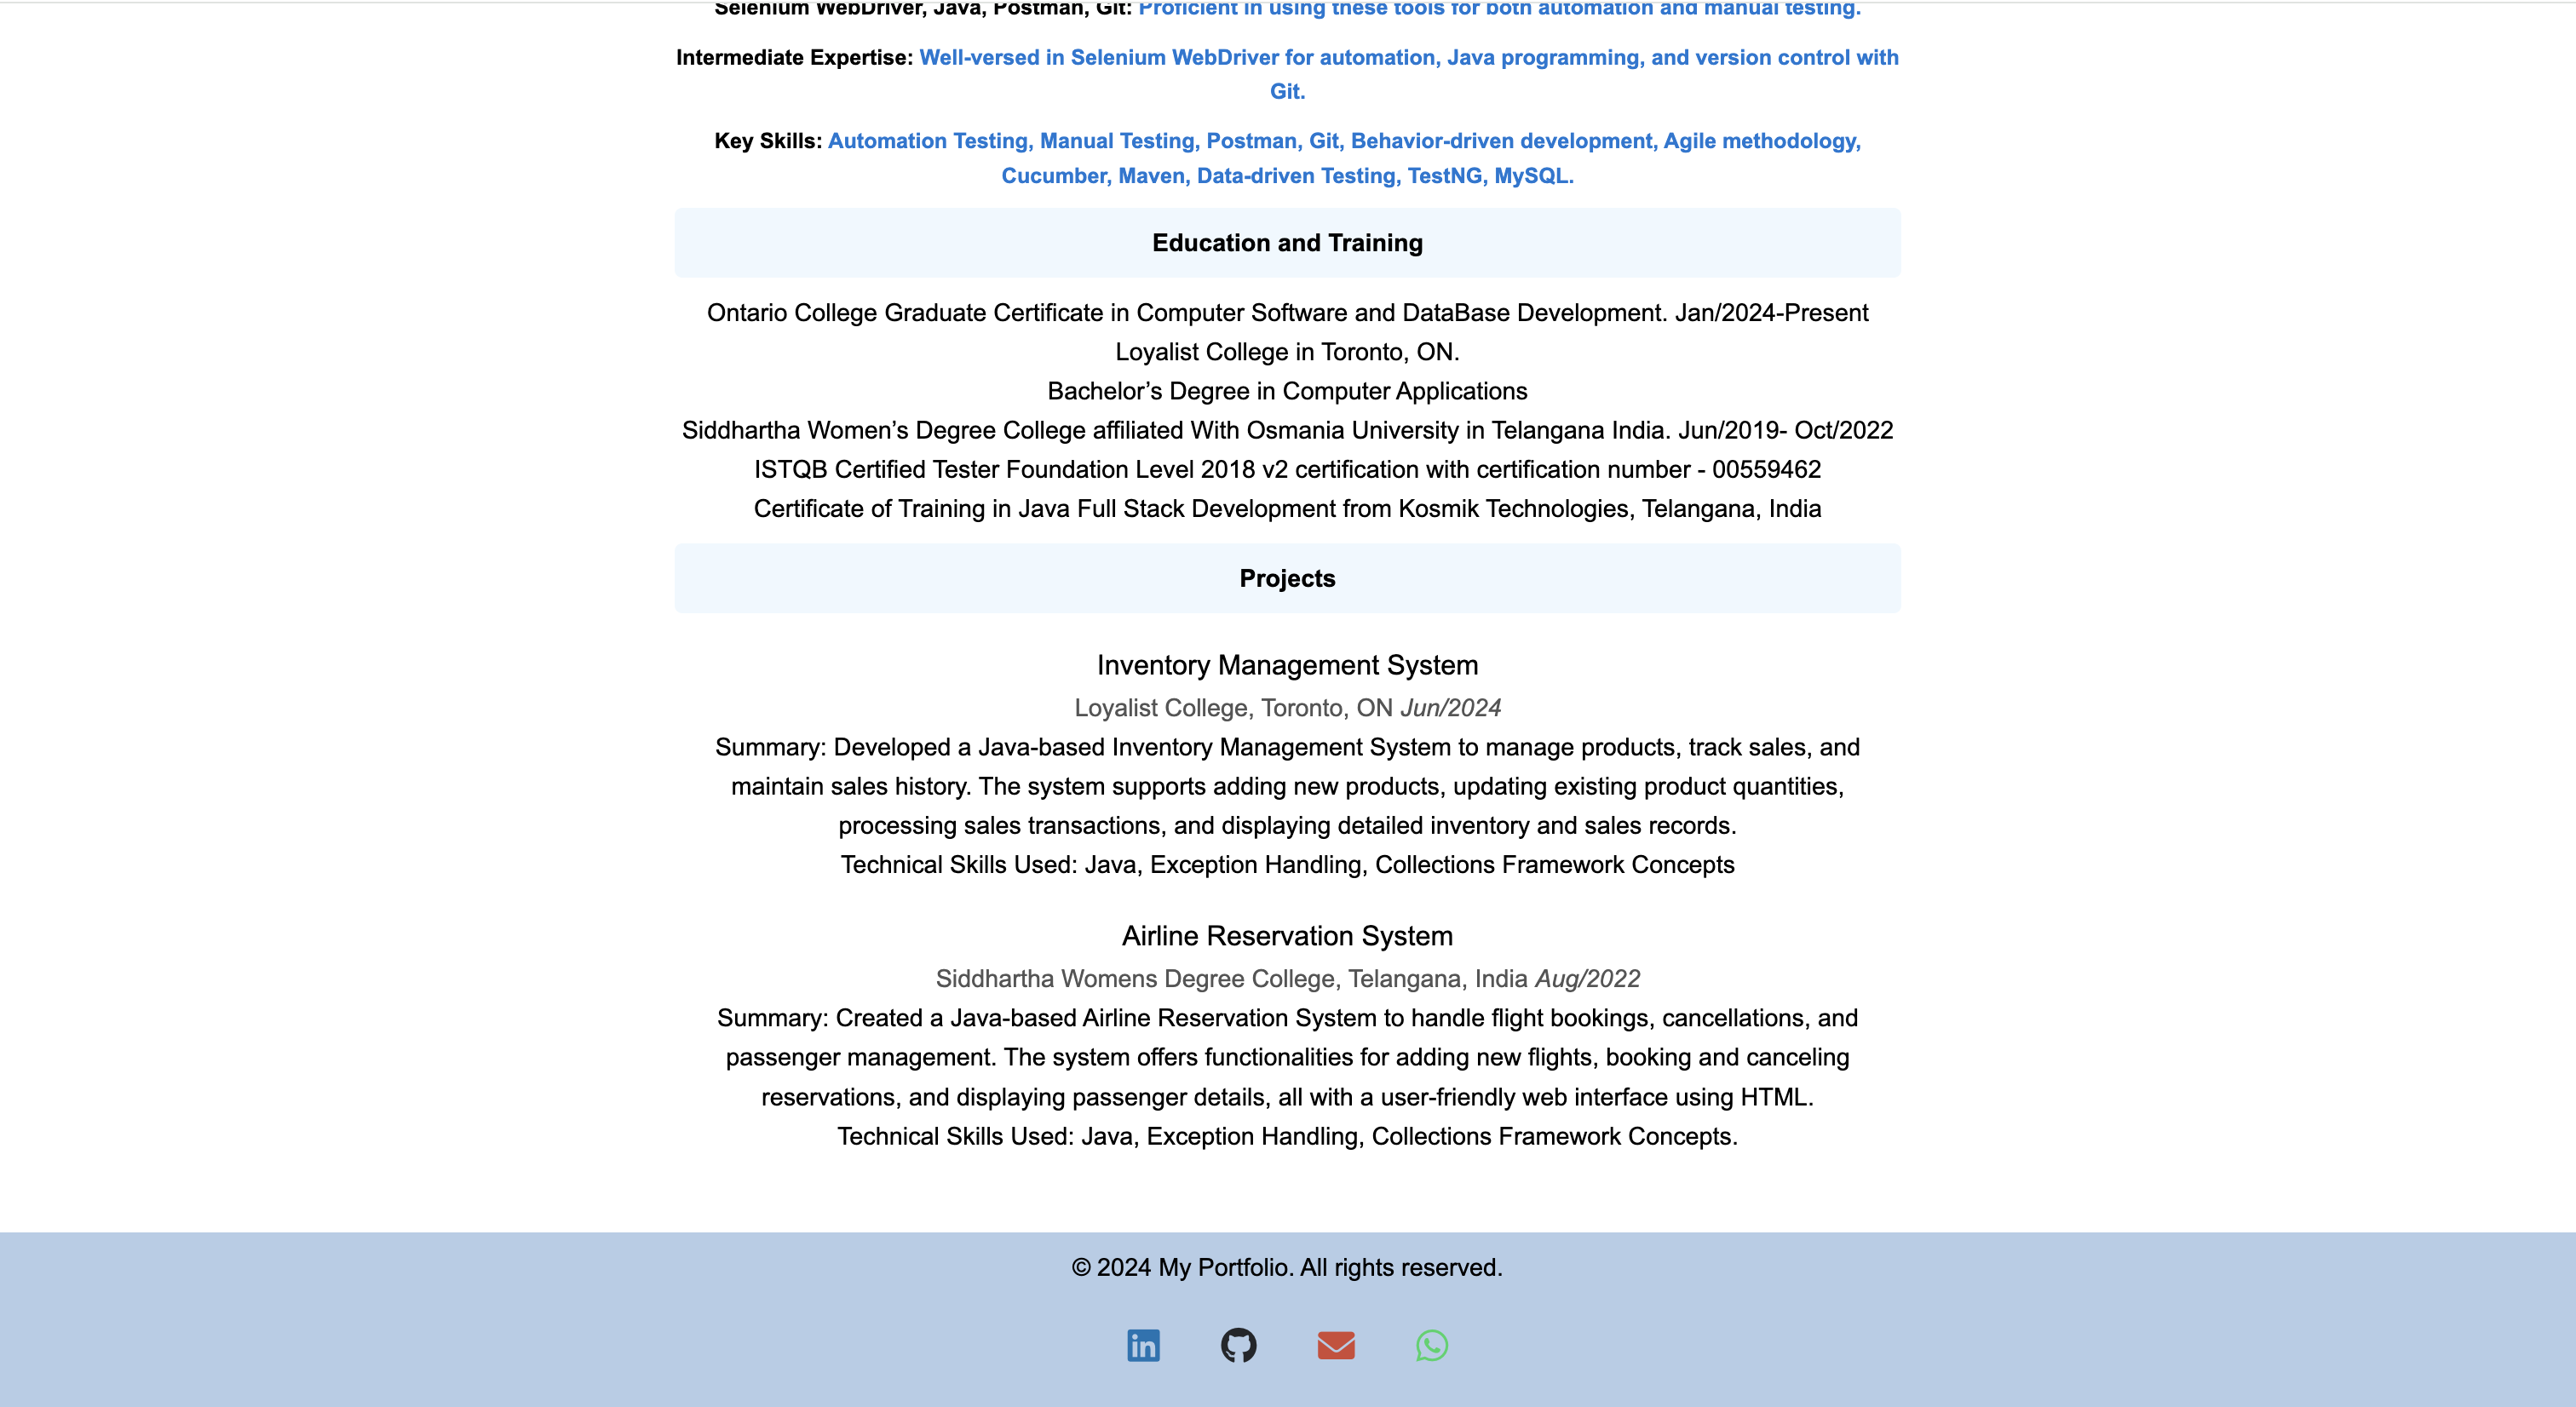 Selenium WebDriver, Java, Postman, Git: Proficient in using these tools for both automation and manual testing.
Intermediate Expertise: Well-versed in Selenium WebDriver for automation, Java programming, and version control with
Git.
Key Skills: Automation Testing, Manual Testing, Postman, Git, Behavior-driven development, Agile methodology,
Cucumber, Maven, Data-driven Testing, TestNG, MySQL.
Education and Training
Ontario College Graduate Certificate in Computer Software and DataBase Development. Jan/2024-Present
Loyalist College in Toronto, ON.
Bachelor’s Degree in Computer Applications
Siddhartha Women’s Degree College affiliated With Osmania University in Telangana India. Jun/2019- Oct/2022
ISTQB Certified Tester Foundation Level 2018 v2 certification with certification number - 00559462
Certificate of Training in Java Full Stack Development from Kosmik Technologies, Telangana, India
Projects
Inventory Management System
Loyalist College, Toronto, ON Jun/2024
Summary: Developed a Java-based Inventory Management System to manage products, track sales, and
maintain sales history. The system supports adding new products, updating existing product quantities,
processing sales transactions, and displaying detailed inventory and sales records.
Technical Skills Used: Java, Exception Handling, Collections Framework Concepts
Airline Reservation System
Siddhartha Womens Degree College, Telangana, India Aug/2022
Summary: Created a Java-based Airline Reservation System to handle flight bookings, cancellations, and
passenger management. The system offers functionalities for adding new flights, booking and canceling
reservations, and displaying passenger details, all with a user-friendly web interface using HTML.
Technical Skills Used: Java, Exception Handling, Collections Framework Concepts.
© 2024 My Portfolio. All rights reserved.
in